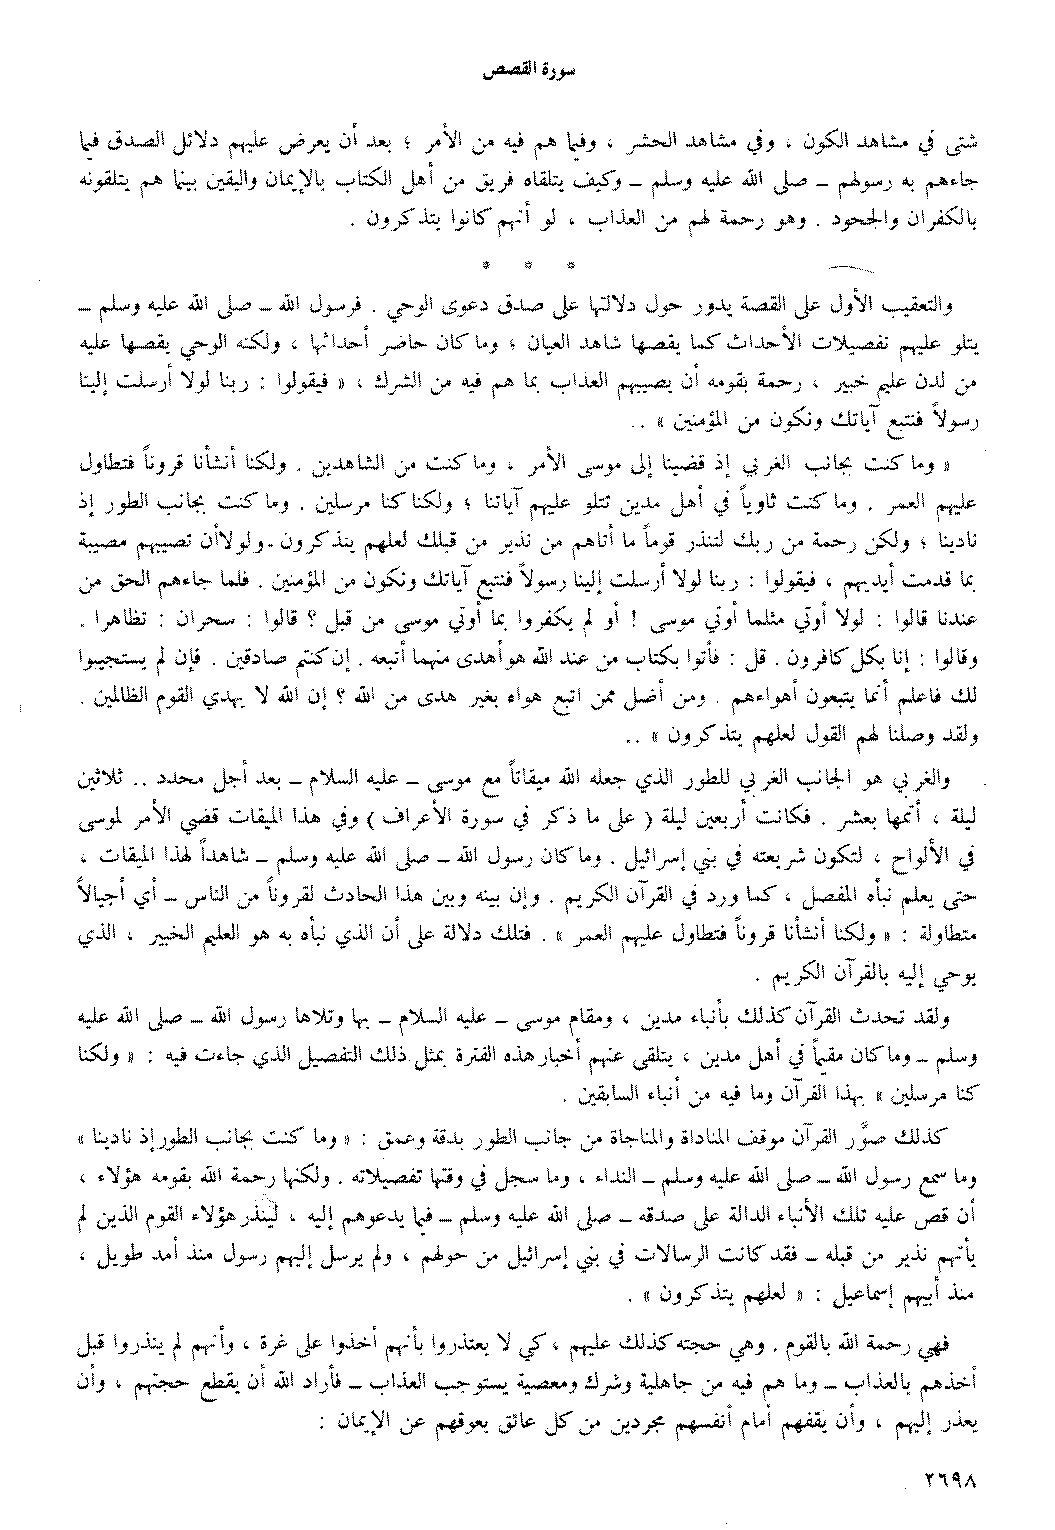 سورة القصص
شتى في مشاهد الكون ، وفي مشاهد الحشر ، وفيما هم فيه من الأمر ؛ بعد أن يعرض عليهم دلائل الصدق فيما
جاءهم به رسولهم – صلى الله عليه وسلم – وكيف يتلقاه فريق من أهل الكتاب بالإيمان واليقين بينما هم يتلقونه
بالكفران والجحود . وهو رحمة لهم من العذاب ، لو أنهم كانوا يتذكرون .
* * *
والتعقيب الأول على القصة يدور حول دلالتها على صدق دعوى الوحي . فرسول الله – صلى الله عليه وسلم –
يتلو عليهم تفصيلات الأحداث كما يقصها شاهد العيان ؛ وما كان حاضر أحداثها ، ولكنه الوحي يقصها عليه
من لدن عليم خبير ، رحمة بقومه أن يصيبهم العذاب بما هم فيه من الشرك ، « فيقولوا : ربنا لولا أرسلت إلينا
رسولاً فنتبع آياتك ونكون من المؤمنين » ..
« وما كنت بجانب الغربي إذ قضينا إلى موسى الأمر ، وما كنت من الشاهدين . ولكنا أنشأنا قروناً فتطاول
عليهم العمر . وما كنت ثاوياً في أهل مدين تتلو عليهم آياتنا ؛ ولكنا كنا مرسلين . وما كنت بجانب الطور إذ
نادينا ؛ ولكن رحمة من ربك لتنذر قوماً ما أتاهم من نذير من قبلك لعلهم يتذكرون . ولولا أن تصيبهم مصيبة
بما قدمت أيديهم ، فيقولوا : ربنا لولا أرسلت إلينا رسولاً فنتبع آياتك ونكون من المؤمنين . فلما جاءهم الحق من
عندنا قالوا : لولا أوتي مثلما أوتي موسى ! أو لم يكفروا بما أوتي موسى من قبل ؟ قالوا : سحران : تظاهرا .
وقالوا : إنا بكل كافرون . قل : فأتوا بكتاب من عند الله هو أهدى منهما أتبعه . إن كنتم صادقين . فإن لم يستجيبوا
لك فاعلم أنما يتبعون أهواءهم . ومن أضل ممن اتبع هواه بغير هدى من الله ؟ إن الله لا يهدي القوم الظالمين .
ولقد وصلنا لهم القول لعلهم يتذكرون » ..
والغربي هو الجانب الغربي للطور الذي جعله الله ميقاتاً مع موسى – عليه السلام – بعد أجل محدد .. ثلاثين
ليلة ، أتمها بعشر . فكانت أربعين ليلة ( على ما ذكر في سورة الأعراف ) وفي هذا الميقات قضي الأمر لموسى
في الألواح ، لتكون شريعته في بني إسرائيل . وما كان رسول الله – صلى الله عليه وسلم – شاهداً لهذا الميقات ،
حتى يعلم نبأه المفصل ، كما ورد في القرآن الكريم . وإن بينه وبين هذا الحادث لقروناً من الناس – أي أجيالاً
متطاولة : « ولكنا أنشأنا قروناً فتطاول عليهم العمر » . فتلك دلالة على أن الذي نبأه به هو العليم الخبير ، الذي
يوحي إليه بالقرآن الكريم .
ولقد تحدث القرآن كذلك بأنباء مدين ، ومقام موسى – عليه السلام – بها وتلاها رسول الله – صلى الله عليه
وسلم – وما كان مقيماً في أهل مدين ، يتلقى عنهم أخبار هذه الفترة بمثل ذلك التفصيل الذي جاءت فيه : « ولكنا
كنا مرسلين » بهذا القرآن وما فيه من أنباء السابقين .
كذلك صوَّر القرآن موقف المناداة والمناجاة من جانب الطور بدقة وعمق : « وما كنت بجانب الطور إذ نادينا »
وما سمع رسول الله – صلى الله عليه وسلم – النداء ، وما سجل في وقتها تفصيلاته . ولكنها رحمة الله بقومه هؤلاء ،
أن قص عليه تلك الأنباء الدالة على صدقه – صلى الله عليه وسلم – فيما يدعوهم إليه ، لينذر هؤلاء القوم الذين لم
يأتهم نذير من قبله – فقد كانت الرسالات في بني إسرائيل من حولهم ، ولم يرسل إليهم رسول منذ أمد طويل ،
منذ أبيهم إسماعيل : « لعلهم يتذكرون » .
فهي رحمة الله بالقوم . وهي حجته كذلك عليهم ، كي لا يعتذروا بأنهم أخذوا على غرة ، وأنهم لم ينذروا قبل
أخذهم بالعذاب – وما هم فيه من جاهلية وشرك ومعصية يستوجب العذاب – فأراد الله أن يقطع حجتهم ، وأن
يعذر إليهم ، وأن يقفهم أمام أنفسهم مجردين من كل عائق يعوقهم عن الإيمان :
٢٦٩٨